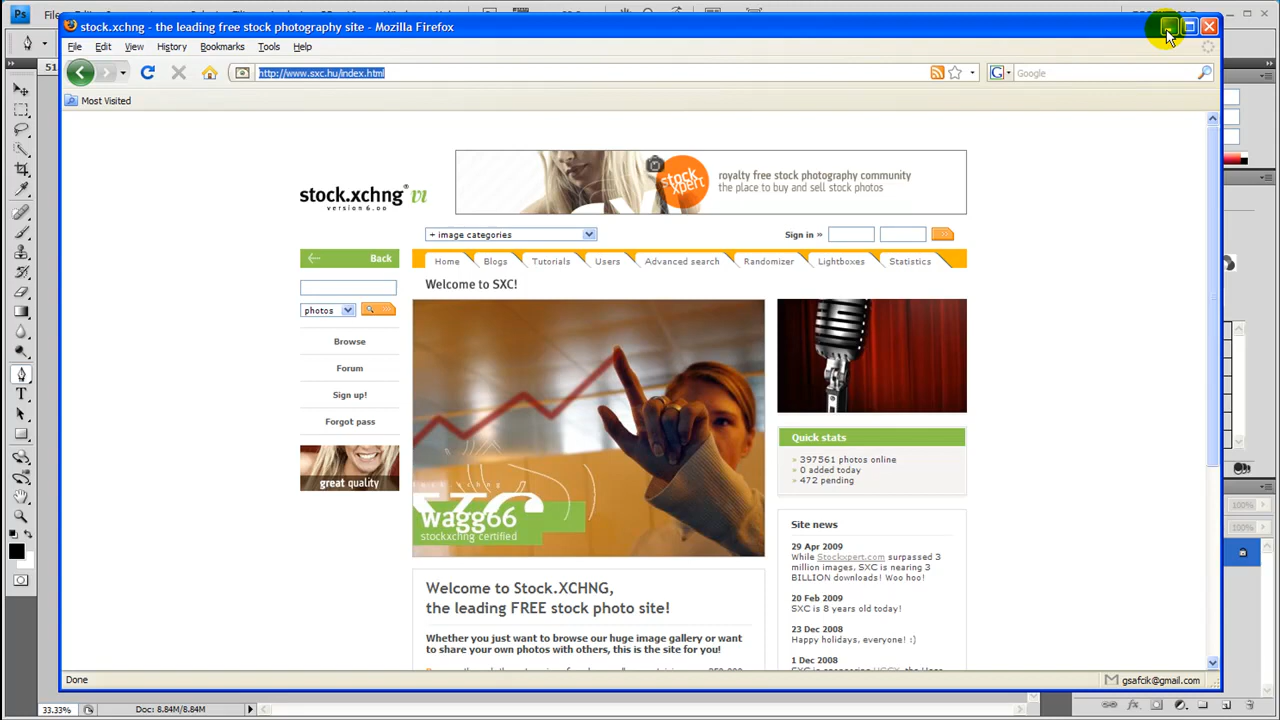 Ps
File
stock.xchng - the leading free stock photography site - Mozilla Firefox
File Edit View History Bookmarks Tools Help
http://www.sxc.hu/index.html
G Google
Most Visited
51
stock.xchng® vi
version 6.00
stock xpert
royalty free stock photography community
the place to buy and sell stock photos
+ image categories
Sign in »
Back
Home Blogs Tutorials Users Advanced search Randomizer Lightboxes Statistics
Welcome to SXC!
photos
Browse
Forum
Sign up!
Forgot pass
great quality
wagg66
stockxchng certified
Quick stats
» 397561 photos online
» 0 added today
» 472 pending
Site news
29 Apr 2009
While Stockxpert.com surpassed 3
million images, SXC is nearing 3
BILLION downloads! Woo hoo!
20 Feb 2009
SXC is 8 years old today!
23 Dec 2008
Happy holidays, everyone! :)
1 Dec 2008
Welcome to Stock.XCHNG,
the leading FREE stock photo site!
Whether you just want to browse our huge image gallery or want
to share your own photos with others, this is the site for you!
Done
gsafcik@gmail.com
100%
33.33%
Doc: 8.84M/8.84M
fx